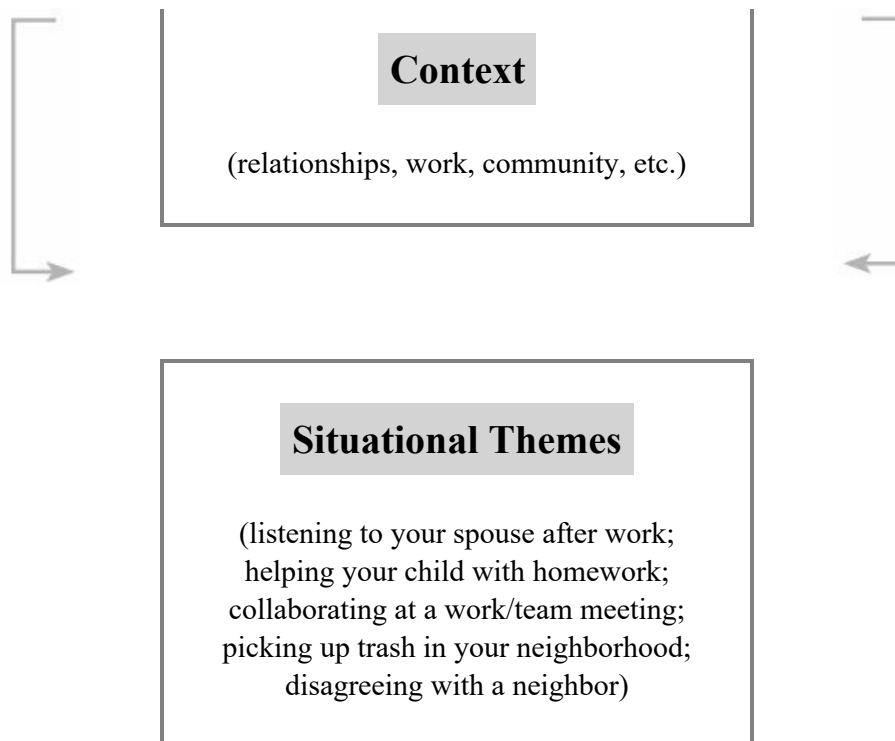 Context
(relationships, work, community, etc.)
Situational Themes
(listening to your spouse after work;
helping your child with homework;
collaborating at a work/team meeting;
picking up trash in your neighborhood;
disagreeing with a neighbor)